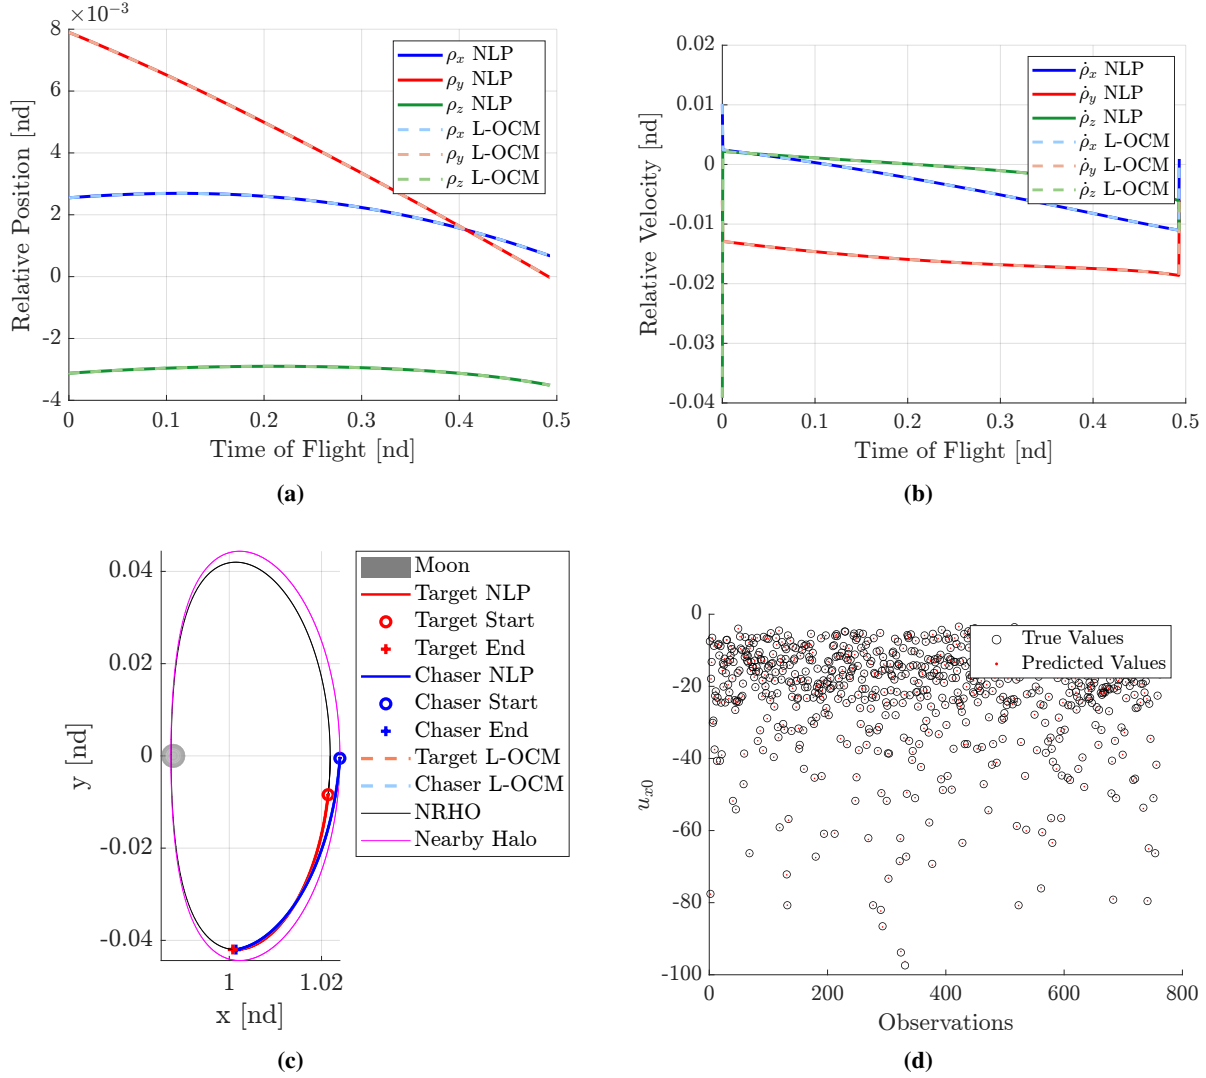 ×10⁻³
8
6
4
2
0
-2
-4
Relative Position [nd]
0 0.1 0.2 0.3 0.4 0.5
Time of Flight [nd]
ρx NLP
ρy NLP
ρz NLP
ρx L-OCM
ρy L-OCM
ρz L-OCM
(a)
0.02
0.01
0
-0.01
-0.02
-0.03
-0.04
Relative Velocity [nd]
0 0.1 0.2 0.3 0.4 0.5
Time of Flight [nd]
ρ̇x NLP
ρ̇y NLP
ρ̇z NLP
ρ̇x L-OCM
ρ̇y L-OCM
ρ̇z L-OCM
(b)
0.04
0.02
0
-0.02
-0.04
y [nd]
1 1.02
x [nd]
Moon
Target NLP
Target Start
Target End
Chaser NLP
Chaser Start
Chaser End
Target L-OCM
Chaser L-OCM
NRHO
Nearby Halo
(c)
0
-20
-40
-60
-80
-100
ux0
0 200 400 600 800
Observations
True Values
Predicted Values
(d)